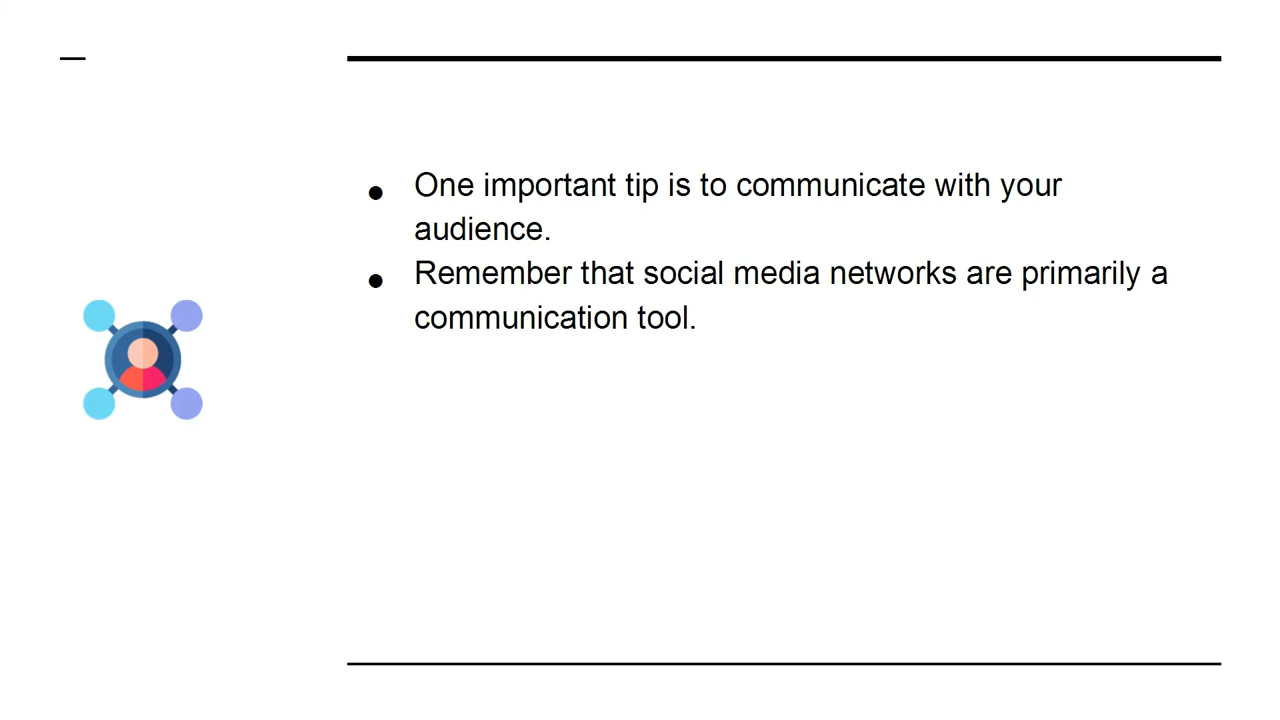 ● One important tip is to communicate with your
audience.
● Remember that social media networks are primarily a
communication tool.